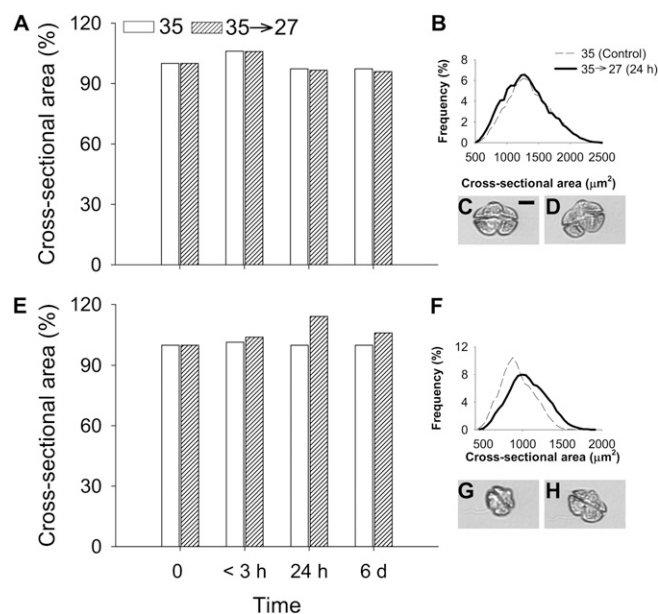 A
35 35→27
Cross-sectional area (%)
120
90
60
30
0
B
35 (Control)
35→27 (24 h)
Frequency (%)
8
6
4
2
0
500 1000 1500 2000 2500
Cross-sectional area (μm²)
C D
E
Cross-sectional area (%)
120
90
60
30
0
0 < 3 h 24 h 6 d
Time
F
Frequency (%)
12
8
4
0
500 1000 1500 2000
Cross-sectional area (μm²)
G H